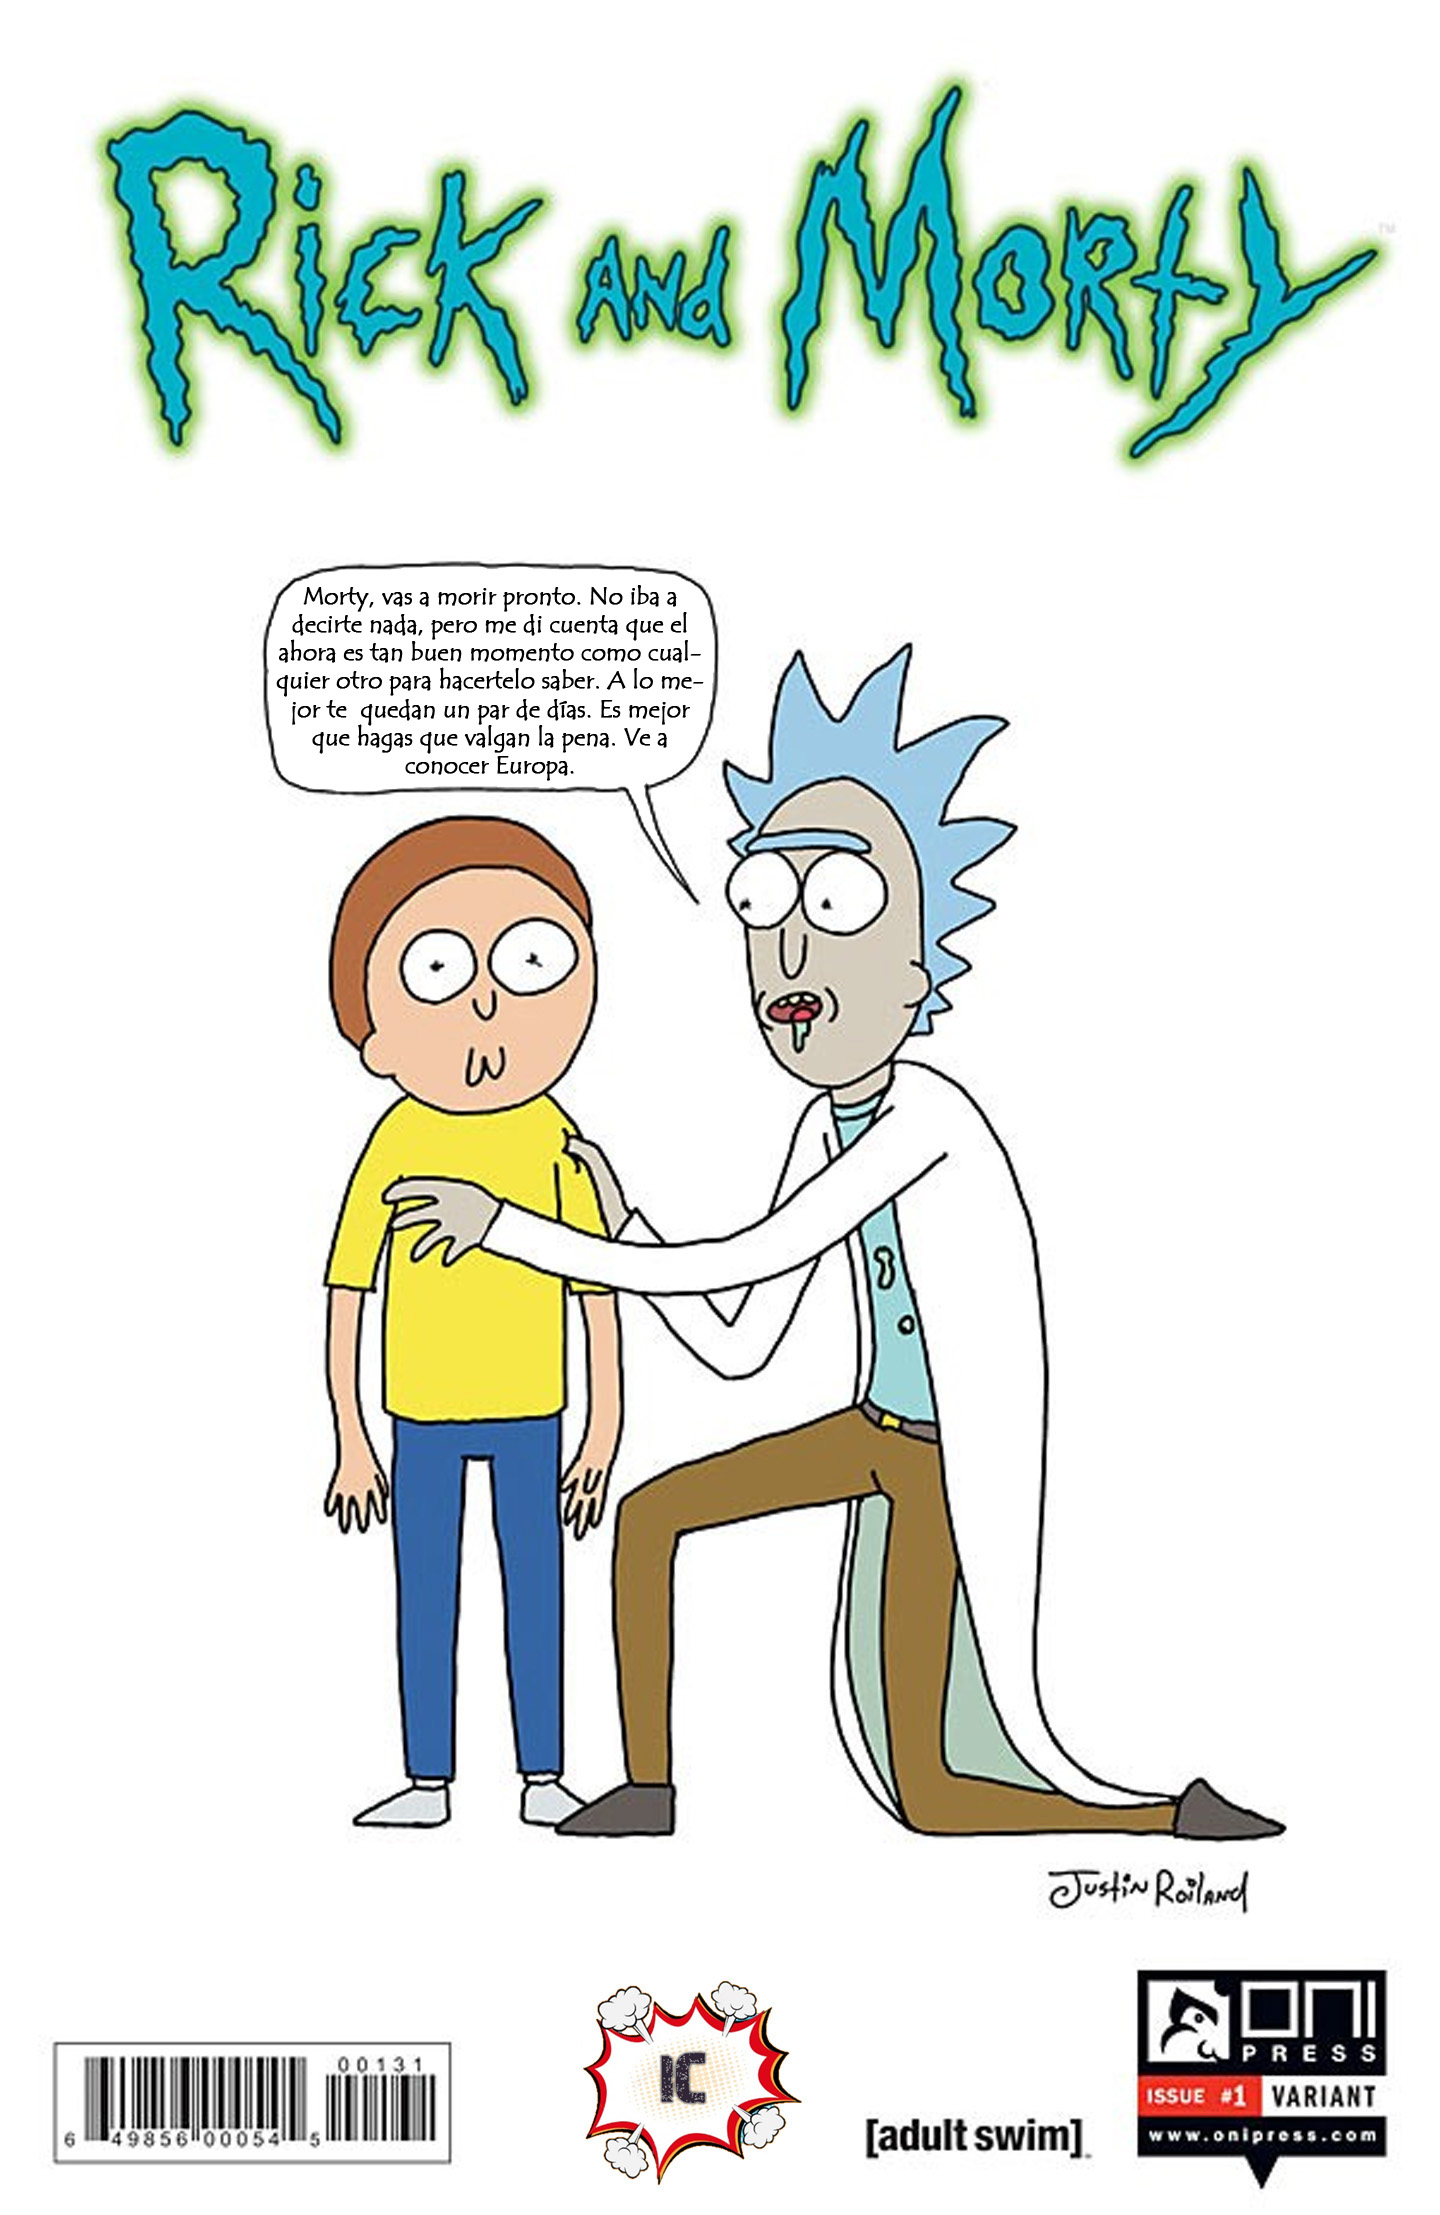 Rick and Morty
TM
Morty, vas a morir pronto. No iba a
decirte nada, pero me di cuenta que el
ahora es tan buen momento como cual-
quier otro para hacertelo saber. A lo me-
jor te quedan un par de días. Es mejor
que hagas que valgan la pena. Ve a
conocer Europa.
Justin Roiland
00131
6 49856 00054 5
IC
[adult swim]
ONI
PRESS
ISSUE #1 VARIANT
www.onipress.com